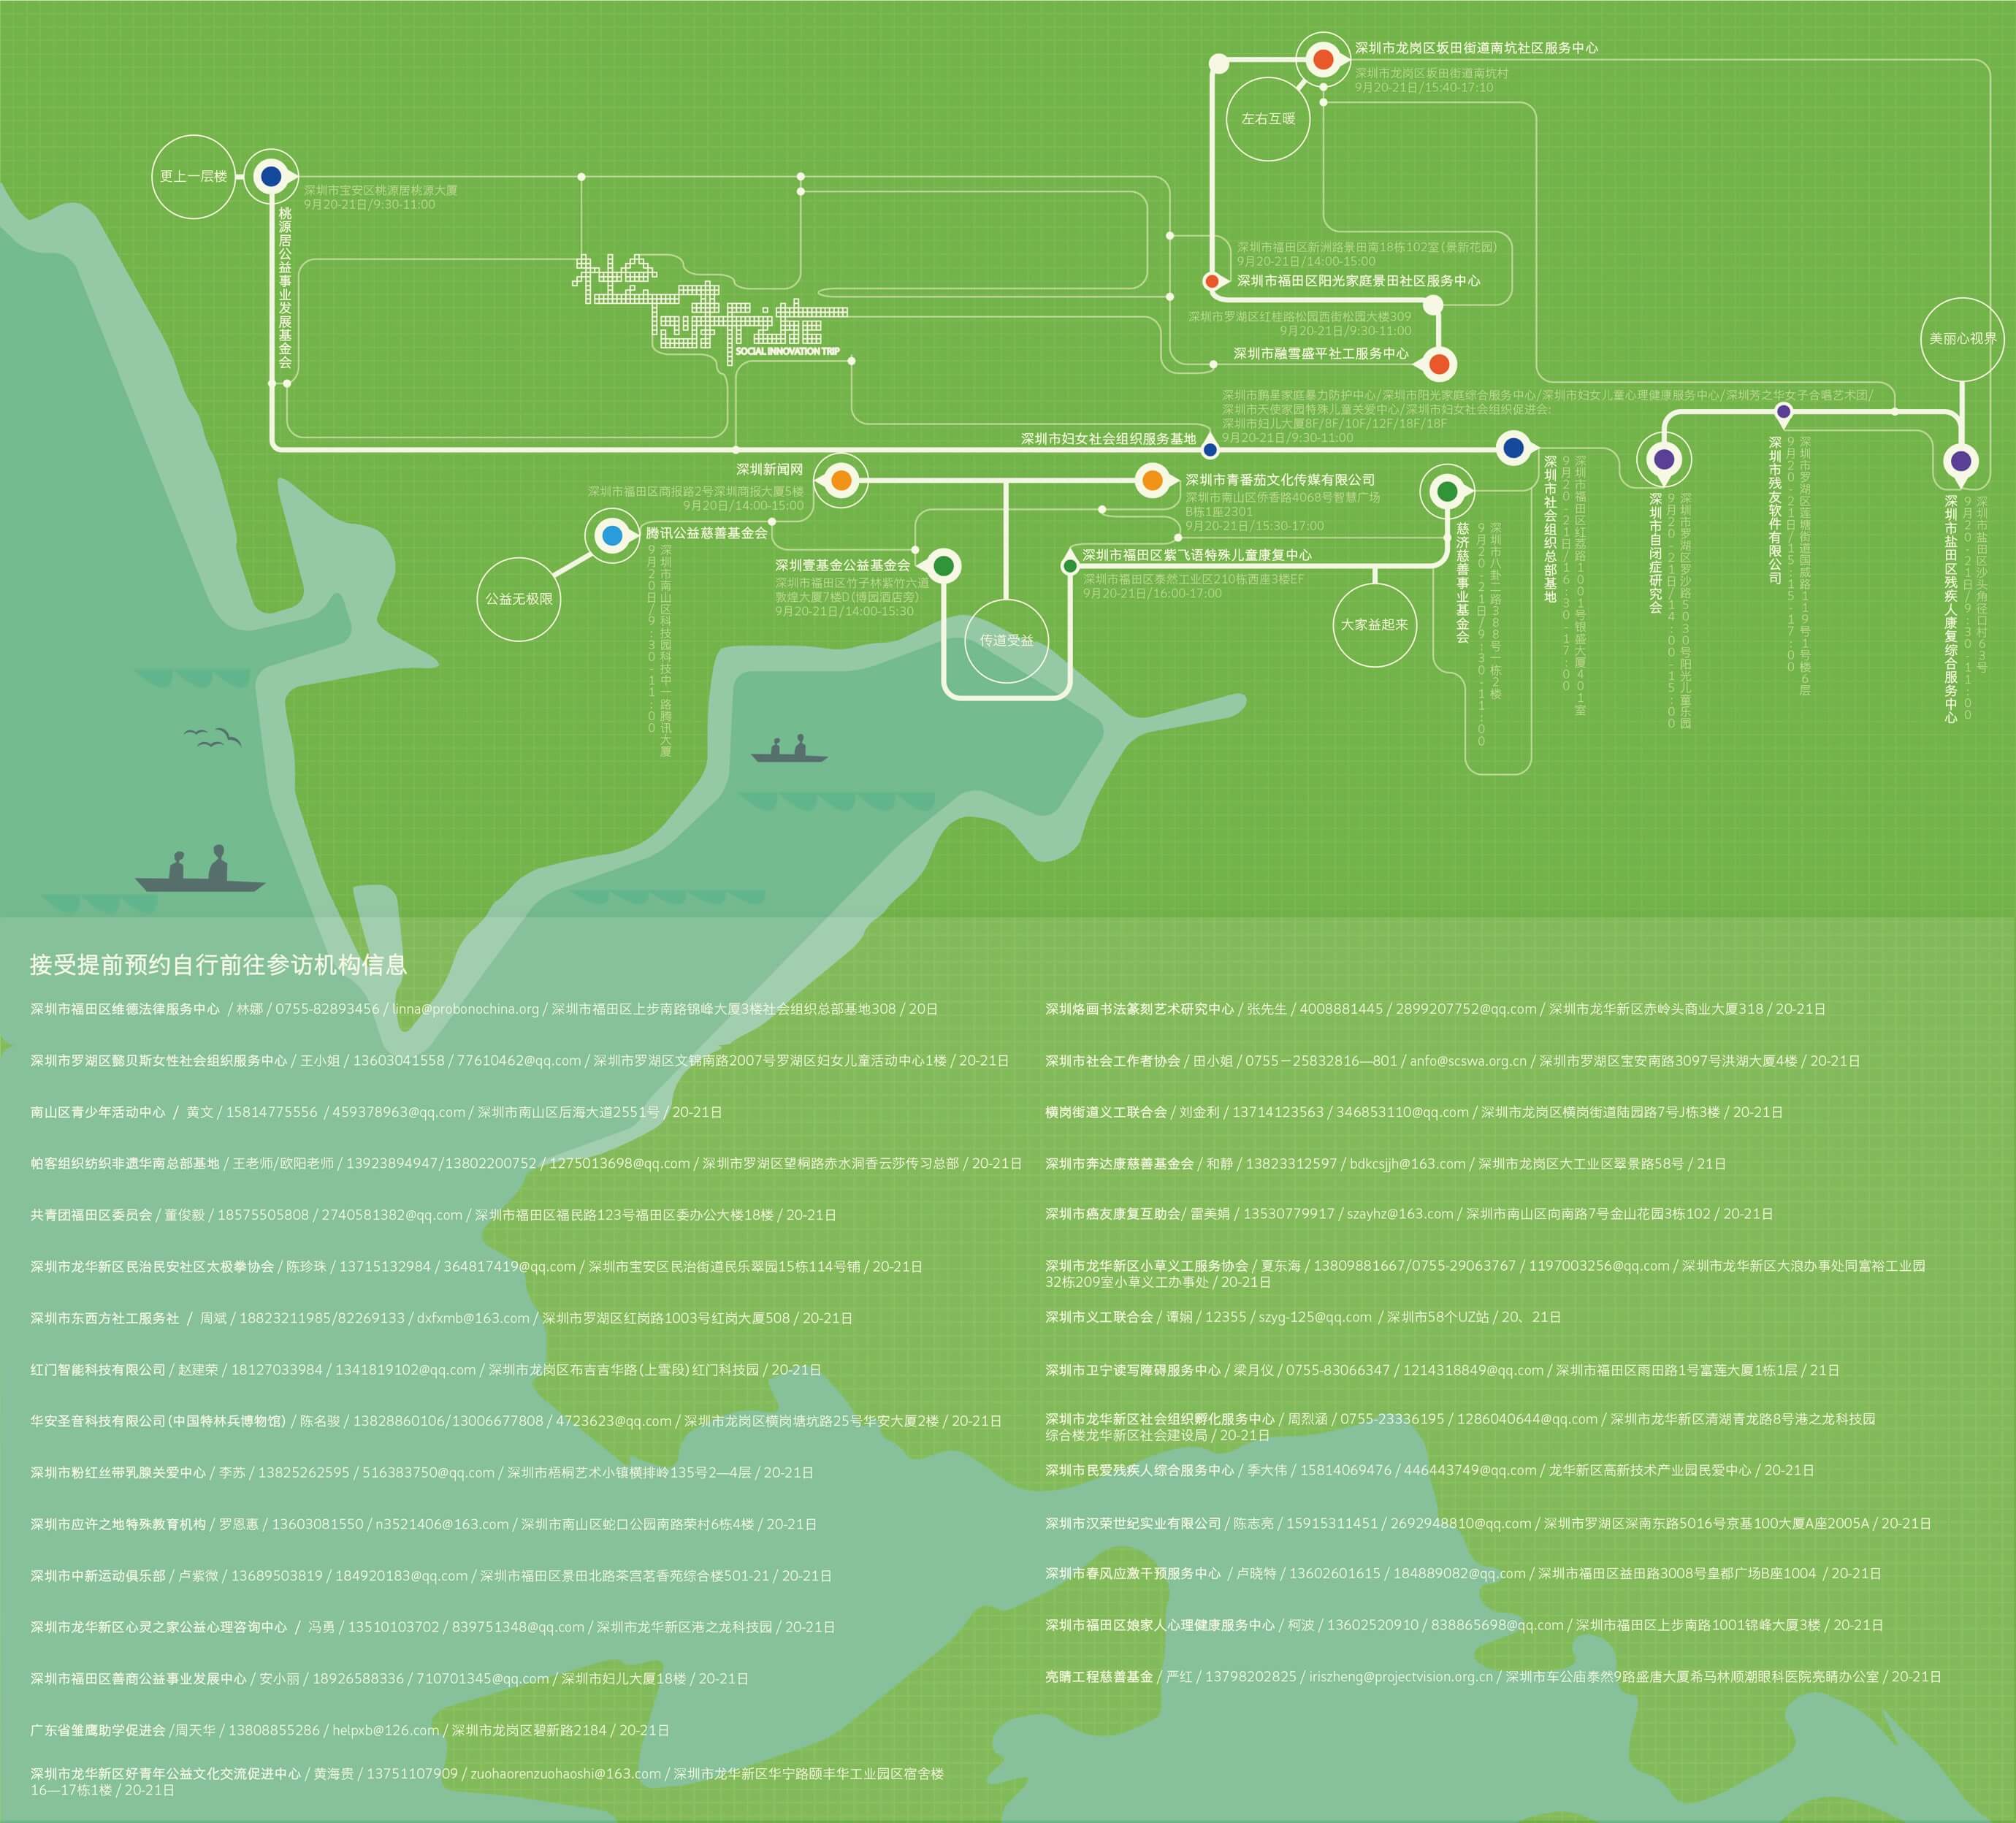 深圳市龙岗区坂田街道南坑社区服务中心
深圳市龙岗区坂田街道南坑村
9月20-21日/15:40-17:10
左右互暖
更上一层楼
深圳市宝安区桃源居桃源大厦
9月20-21日/9:30-11:00
桃源居公益事业发展基金会
社会创新之旅
SOCIAL INNOVATION TRIP
深圳市福田区新洲路景田南18栋102室(景新花园)
9月20-21日/14:00-15:00
深圳市福田区阳光家庭景田社区服务中心
深圳市罗湖区红桂路松园西街松园大楼309
9月20-21日/9:30-11:00
深圳市融雪盛平社工服务中心
美丽心视界
深圳市鹏星家庭暴力防护中心/深圳市阳光家庭综合服务中心/深圳市妇女儿童心理健康服务中心/深圳芳之华女子合唱艺术团/
深圳市天使家园特殊儿童关爱中心/深圳市妇女社会组织促进会:
深圳市妇儿大厦8F/8F/10F/12F/18F/18F
9月20-21日/9:30-11:00
深圳市妇女社会组织服务基地
深圳新闻网
深圳市福田区商报路2号深圳商报大厦5楼
9月20日/14:00-15:00
深圳市青番茄文化传媒有限公司
深圳市南山区侨香路4068号智慧广场
B栋1座2301
9月20-21日/15:30-17:00
腾讯公益慈善基金会
深圳市南山区科技园科技中一路腾讯大厦
9月20日/9:30-11:00
公益无极限
深圳壹基金公益基金会
深圳市福田区竹子林紫竹六道
敦煌大厦7楼D(博园酒店旁)
9月20-21日/14:00-15:30
传道受益
深圳市福田区紫飞语特殊儿童康复中心
深圳市福田区泰然工业区210栋西座3楼EF
9月20-21日/16:00-17:00
大家益起来
慈济慈善事业基金会
深圳市八卦二路388号一栋2楼
9月20-21日/9:30-11:00
深圳市社会组织总部基地
深圳市福田区红荔路1001号银盛大厦401室
9月20-21日/16:30-17:00
深圳市自闭症研究会
深圳市罗湖区罗沙路5030号阳光儿童乐园
9月20-21日/14:00-15:00
深圳市残友软件有限公司
深圳市罗湖区莲塘街道国威路119号1号楼6层
9月20-21日/15:15-17:00
深圳市盐田区残疾人康复综合服务中心
深圳市盐田区沙头角径口村63号
9月20-21日/9:30-11:00
接受提前预约自行前往参访机构信息
深圳市福田区维德法律服务中心 / 林娜 / 0755-82893456 / linna@probonochina.org / 深圳市福田区上步南路锦峰大厦3楼社会组织总部基地308 / 20日
深圳市罗湖区懿贝斯女性社会组织服务中心 / 王小姐 / 13603041558 / 77610462@qq.com / 深圳市罗湖区文锦南路2007号罗湖区妇女儿童活动中心1楼 / 20-21日
南山区青少年活动中心 / 黄文 / 15814775556 / 459378963@qq.com / 深圳市南山区后海大道2551号 / 20-21日
帕客组织纺织非遗华南总部基地 / 王老师/欧阳老师 / 13923894947/13802200752 / 1275013698@qq.com / 深圳市罗湖区望桐路赤水洞香云莎传习总部 / 20-21日
共青团福田区委员会 / 董俊毅 / 18575505808 / 2740581382@qq.com/ 深圳市福田区福民路123号福田区委办公大楼18楼 / 20-21日
深圳市龙华新区民治民安社区太极拳协会 / 陈珍珠 / 13715132984 / 364817419@qq.com / 深圳市宝安区民治街道民乐翠园15栋114号铺 / 20-21日
深圳市东西方社工服务社 / 周斌 / 18823211985/82269133 / dxfxmb@163.com / 深圳市罗湖区红岗路1003号红岗大厦508 / 20-21日
红门智能科技有限公司 / 赵建荣 / 18127033984 / 1341819102@qq.com / 深圳市龙岗区布吉吉华路(上雪段)红门科技园 / 20-21日
华安圣音科技有限公司(中国特林兵博物馆) / 陈名骏 / 13828860106/13006677808 / 4723623@qq.com / 深圳市龙岗区横岗塘坑路25号华安大厦2楼 / 20-21日
深圳市粉红丝带乳腺关爱中心 / 李苏 / 13825262595 / 516383750@qq.com / 深圳市梧桐艺术小镇横排岭135号2—4层 / 20-21日
深圳市应许之地特殊教育机构 / 罗恩惠 / 13603081550 / n3521406@163.com / 深圳市南山区蛇口公园南路荣村6栋4楼 / 20-21日
深圳市中新运动俱乐部 / 卢紫微 / 13689503819 / 184920183@qq.com / 深圳市福田区景田北路茶宫茗香苑综合楼501-21 / 20-21日
深圳市龙华新区心灵之家公益心理咨询中心 / 冯勇 / 13510103702 / 839751348@qq.com / 深圳市龙华新区港之龙科技园 / 20-21日
深圳市福田区善商公益事业发展中心 / 安小丽 / 18926588336 / 710701345@qq.com / 深圳市妇儿大厦18楼 / 20-21日
广东省雏鹰助学促进会 /周天华 / 13808855286 / helpxb@126.com / 深圳市龙岗区碧新路2184 / 20-21日
深圳市龙华新区好青年公益文化交流促进中心 / 黄海贵 / 13751107909 / zuohaorenzuohaoshi@163.com / 深圳市龙华新区华宁路颐丰华工业园区宿舍楼
16—17栋1楼 / 20-21日
深圳烙画书法篆刻艺术研究中心 / 张先生 / 4008881445 / 2899207752@qq.com / 深圳市龙华新区赤岭头商业大厦318 / 20-21日
深圳市社会工作者协会 / 田小姐 / 0755－25832816—801 / anfo@scswa.org.cn / 深圳市罗湖区宝安南路3097号洪湖大厦4楼 / 20-21日
横岗街道义工联合会 / 刘金利 / 13714123563 / 346853110@qq.com / 深圳市龙岗区横岗街道陆园路7号J栋3楼 / 20-21日
深圳市奔达康慈善基金会 / 和静 / 13823312597 / bdkcsjjh@163.com / 深圳市龙岗区大工业区翠景路58号 / 21日
深圳市癌友康复互助会/ 雷美娟 / 13530779917 / szayhz@163.com / 深圳市南山区向南路7号金山花园3栋102 / 20-21日
深圳市龙华新区小草义工服务协会 / 夏东海 / 13809881667/0755-29063767 / 1197003256@qq.com / 深圳市龙华新区大浪办事处同富裕工业园
32栋209室小草义工办事处 / 20-21日
深圳市义工联合会 / 谭娴 / 12355 / szyg-125@qq.com / 深圳市58个UZ站 / 20、21日
深圳市卫宁读写障碍服务中心 / 梁月仪 / 0755-83066347 / 1214318849@qq.com / 深圳市福田区雨田路1号富莲大厦1栋1层 / 21日
深圳市龙华新区社会组织孵化服务中心 / 周烈涵 / 0755-23336195 / 1286040644@qq.com / 深圳市龙华新区清湖青龙路8号港之龙科技园
综合楼龙华新区社会建设局 / 20-21日
深圳市民爱残疾人综合服务中心 / 季大伟 / 15814069476 / 446443749@qq.com / 龙华新区高新技术产业园民爱中心 / 20-21日
深圳市汉荣世纪实业有限公司 / 陈志亮 / 15915311451 / 2692948810@qq.com / 深圳市罗湖区深南东路5016号京基100大厦A座2005A / 20-21日
深圳市春风应激干预服务中心 / 卢晓特 / 13602601615 / 184889082@qq.com / 深圳市福田区益田路3008号皇都广场B座1004 / 20-21日
深圳市福田区娘家人心理健康服务中心 / 柯波 / 13602520910 / 838865698@qq.com / 深圳市福田区上步南路1001锦峰大厦3楼 / 20-21日
亮睛工程慈善基金 / 严红 / 13798202825 / iriszheng@projectvision.org.cn / 深圳市车公庙泰然9路盛唐大厦希马林顺潮眼科医院亮睛办公室 / 20-21日